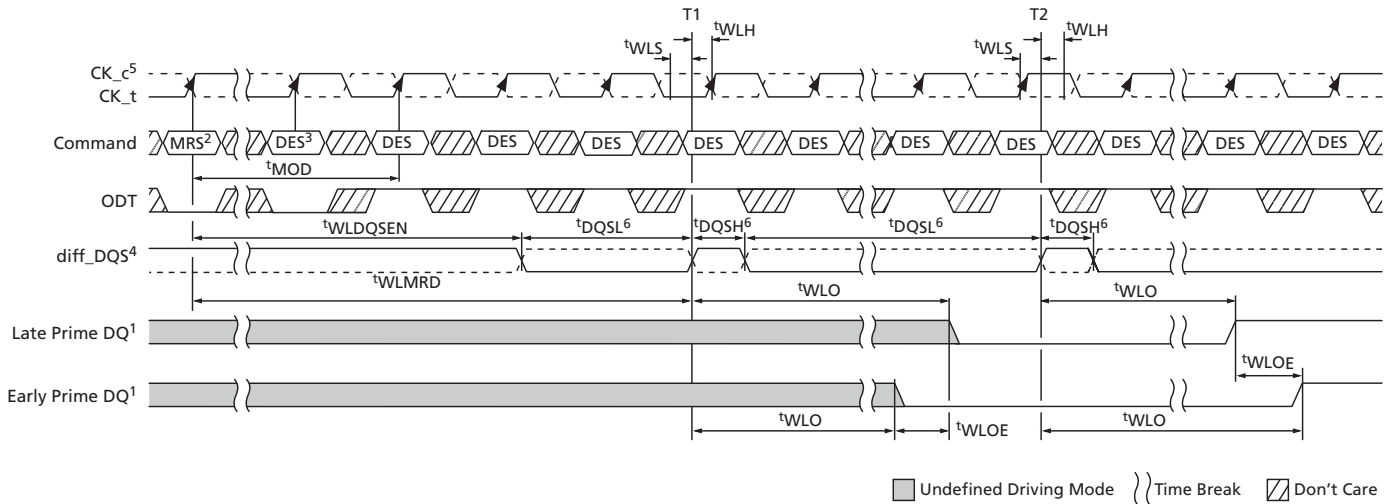 T1 T2
tWLH tWLH
tWLS tWLS
CK_c5
CK_t
Command MRS2 DES3 DES DES DES DES DES DES DES DES DES DES
tMOD
ODT
tWLDQSEN tDQSL6 tDQSH6 tDQSL6 tDQSH6
diff_DQS4
tWLMRD tWLO tWLO
Late Prime DQ1
tWLOE
Early Prime DQ1
tWLO tWLOE tWLO
Undefined Driving Mode Time Break Don't Care